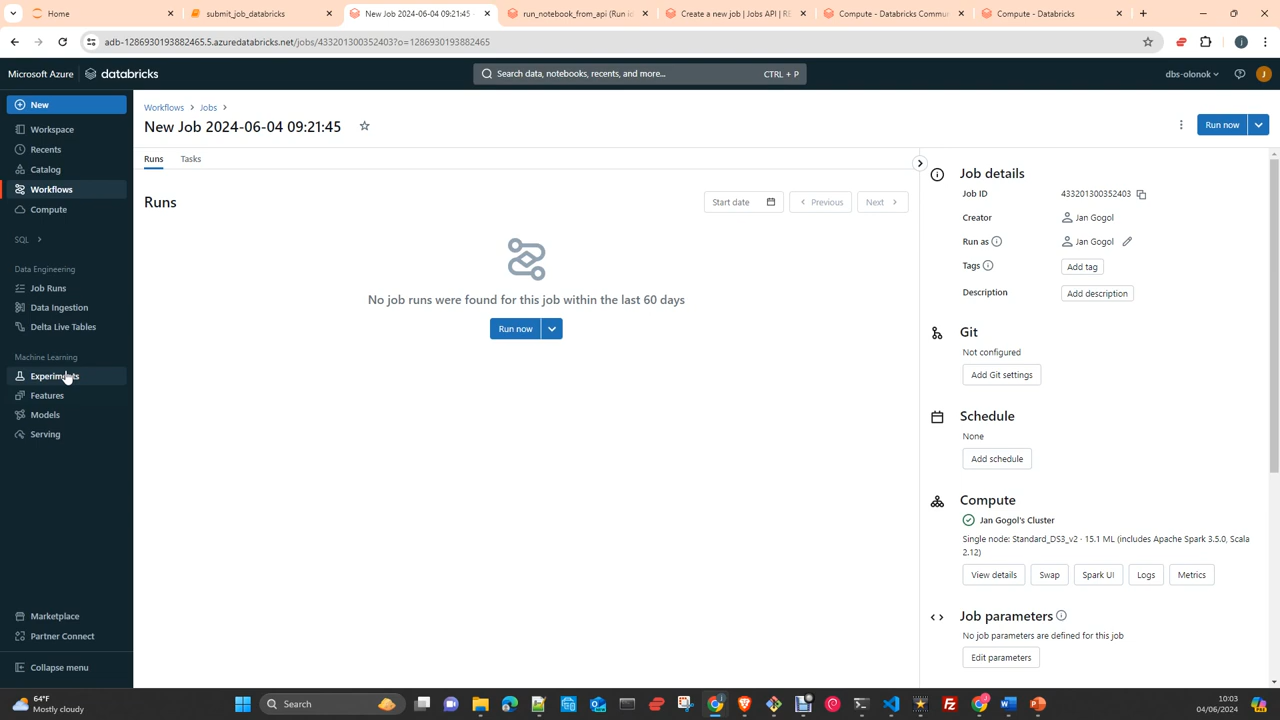 Home
submit_job_databricks
New Job 2024-06-04 09:21:45
run_notebook_from_api (Run id
Create a new job | Jobs API | RE
Compute - Databricks Commu
Compute - Databricks
adb-1286930193882465.5.azuredatabricks.net/jobs/433201300352403?o=1286930193882465
Microsoft Azure databricks
Search data, notebooks, recents, and more... CTRL + P
dbs-olonok
J
New
Workspace
Recents
Catalog
Workflows
Compute
SQL
Data Engineering
Job Runs
Data Ingestion
Delta Live Tables
Machine Learning
Experiments
Features
Models
Serving
Marketplace
Partner Connect
Collapse menu
Workflows > Jobs >
New Job 2024-06-04 09:21:45
Run now
Runs Tasks
Runs
Start date
Previous
Next
No job runs were found for this job within the last 60 days
Run now
Job details
Job ID 433201300352403
Creator Jan Gogol
Run as Jan Gogol
Tags Add tag
Description Add description
Git
Not configured
Add Git settings
Schedule
None
Add schedule
Compute
Jan Gogol's Cluster
Single node: Standard_DS3_v2 · 15.1 ML (includes Apache Spark 3.5.0, Scala
2.12)
View details Swap Spark UI Logs Metrics
Job parameters
No job parameters are defined for this job
Edit parameters
64°F
Mostly cloudy
Search
10:03
04/06/2024